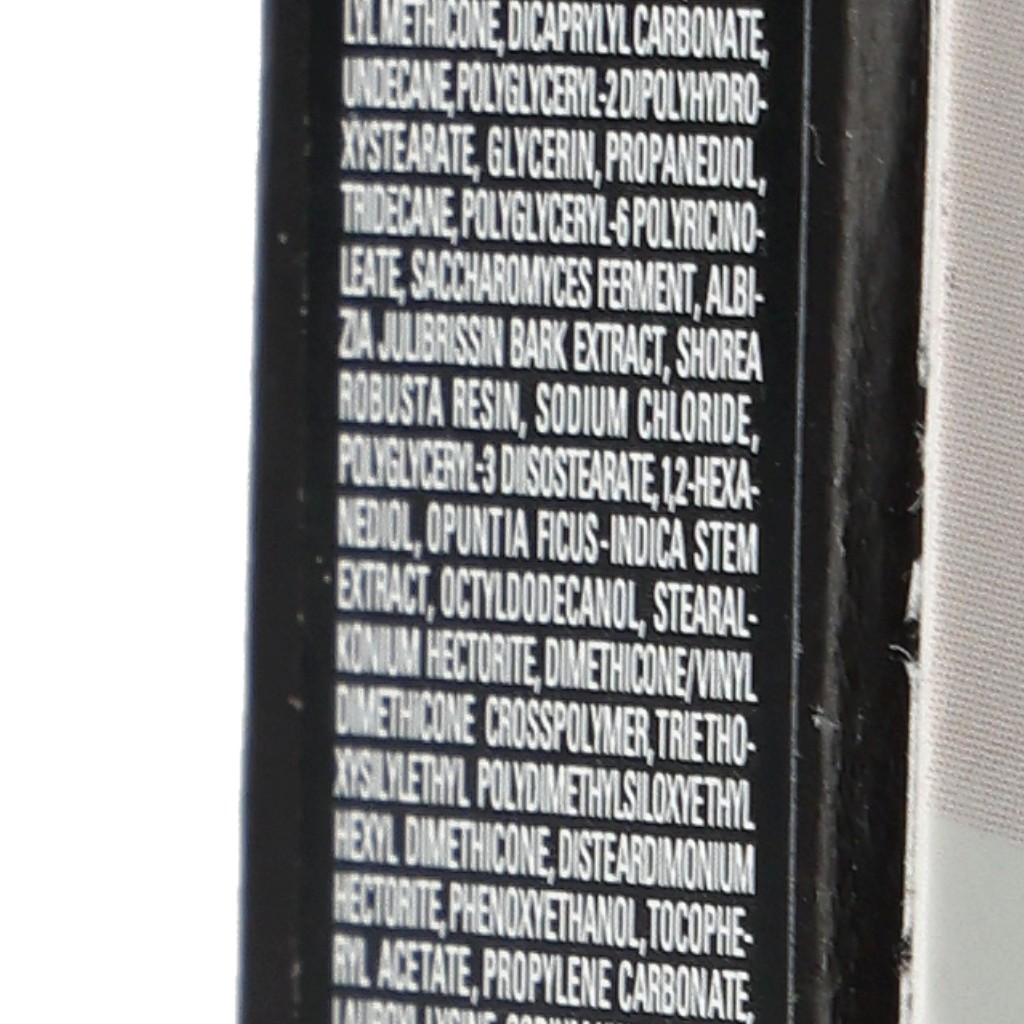 LYL METHICONE, DICAPRYLYL CARBONATE,
UNDECANE, POLYGLYCERYL-2 DIPOLYHYDRO-
XYSTEARATE, GLYCERIN, PROPANEDIOL,
TRIDECANE, POLYGLYCERYL-6 POLYRICINO-
LEATE, SACCHAROMYCES FERMENT, ALBI-
ZIA JULIBRISSIN BARK EXTRACT, SHOREA
ROBUSTA RESIN, SODIUM CHLORIDE,
POLYGLYCERYL-3 DIISOSTEARATE, 1,2-HEXA-
NEDIOL, OPUNTIA FICUS-INDICA STEM
EXTRACT, OCTYLDODECANOL, STEARAL-
KONIUM HECTORITE, DIMETHICONE/VINYL
DIMETHICONE CROSSPOLYMER, TRIETHO-
XYSILYLETHYL POLYDIMETHYLSILOXYETHYL
HEXYL DIMETHICONE, DISTEARDIMONIUM
HECTORITE, PHENOXYETHANOL, TOCOPHE-
RYL ACETATE, PROPYLENE CARBONATE,
LAUROYL LYSINE,